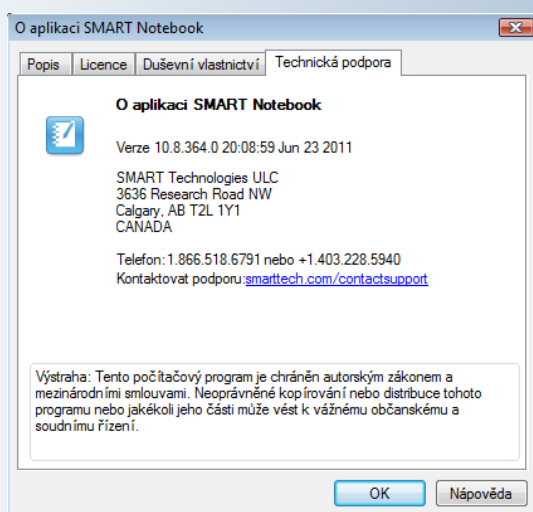 O aplikaci SMART Notebook
Popis Licence Duševní vlastnictví Technická podpora
O aplikaci SMART Notebook
Verze 10.8.364.0 20:08:59 Jun 23 2011
SMART Technologies ULC
3636 Research Road NW
Calgary, AB T2L 1Y1
CANADA
Telefon: 1.866.518.6791 nebo +1.403.228.5940
Kontaktovat podporu:smarttech.com/contactsupport
Výstraha: Tento počítačový program je chráněn autorským zákonem a
mezinárodními smlouvami. Neoprávněné kopírování nebo distribuce tohoto
programu nebo jakékoli jeho části může vést k vážnému občanskému a
soudnímu řízení.
OK Nápověda